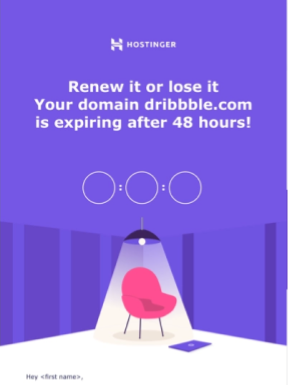 HOSTINGER
Renew it or lose it
Your domain dribbble.com
is expiring after 48 hours!
: :
Hey <first name>,